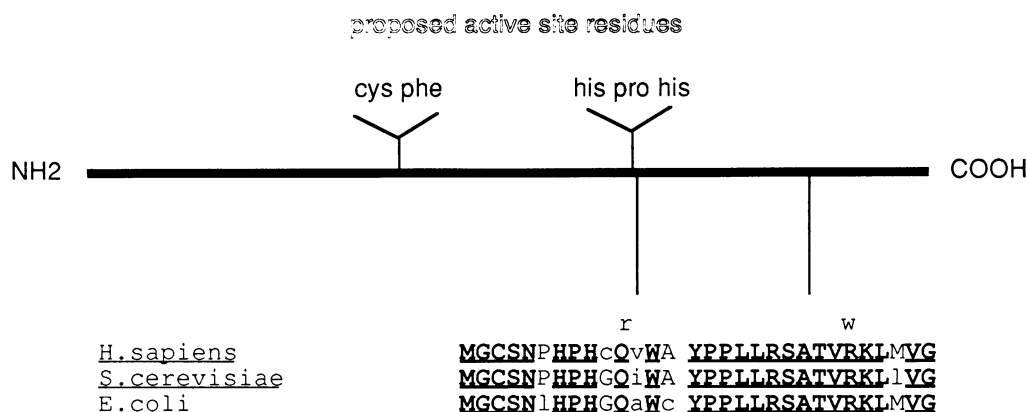 proposed active site residues
cys phe his pro his
NH2 COOH
r w
H.sapiens MGCSNPHPHcQvWA YPPLLRSATVRKLMVG
S.cerevisiae MGCSNPHPHGQiWA YPPLLRSATVRKLlVG
E.coli MGCSNlHPHGQaWc YPPLLRSATVRKLMVG